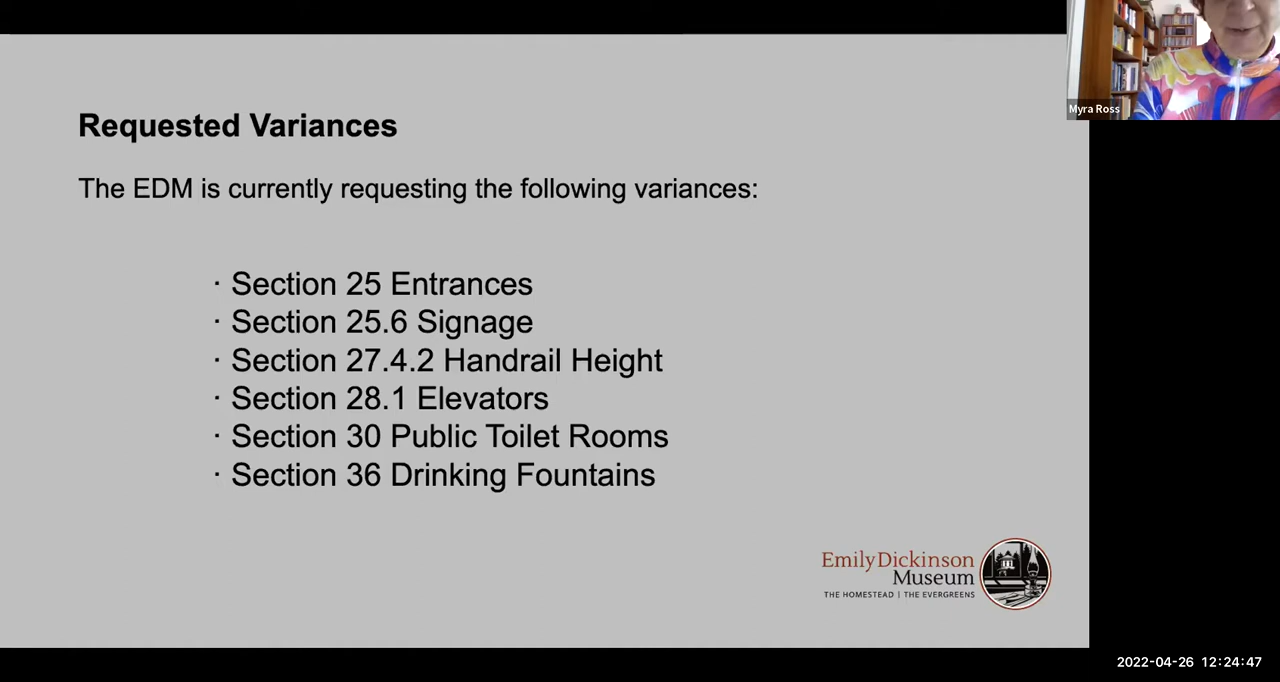 Requested Variances
The EDM is currently requesting the following variances:
· Section 25 Entrances
· Section 25.6 Signage
· Section 27.4.2 Handrail Height
· Section 28.1 Elevators
· Section 30 Public Toilet Rooms
· Section 36 Drinking Fountains
Emily Dickinson
Museum
THE HOMESTEAD | THE EVERGREENS
Myra Ross
2022-04-26 12:24:47